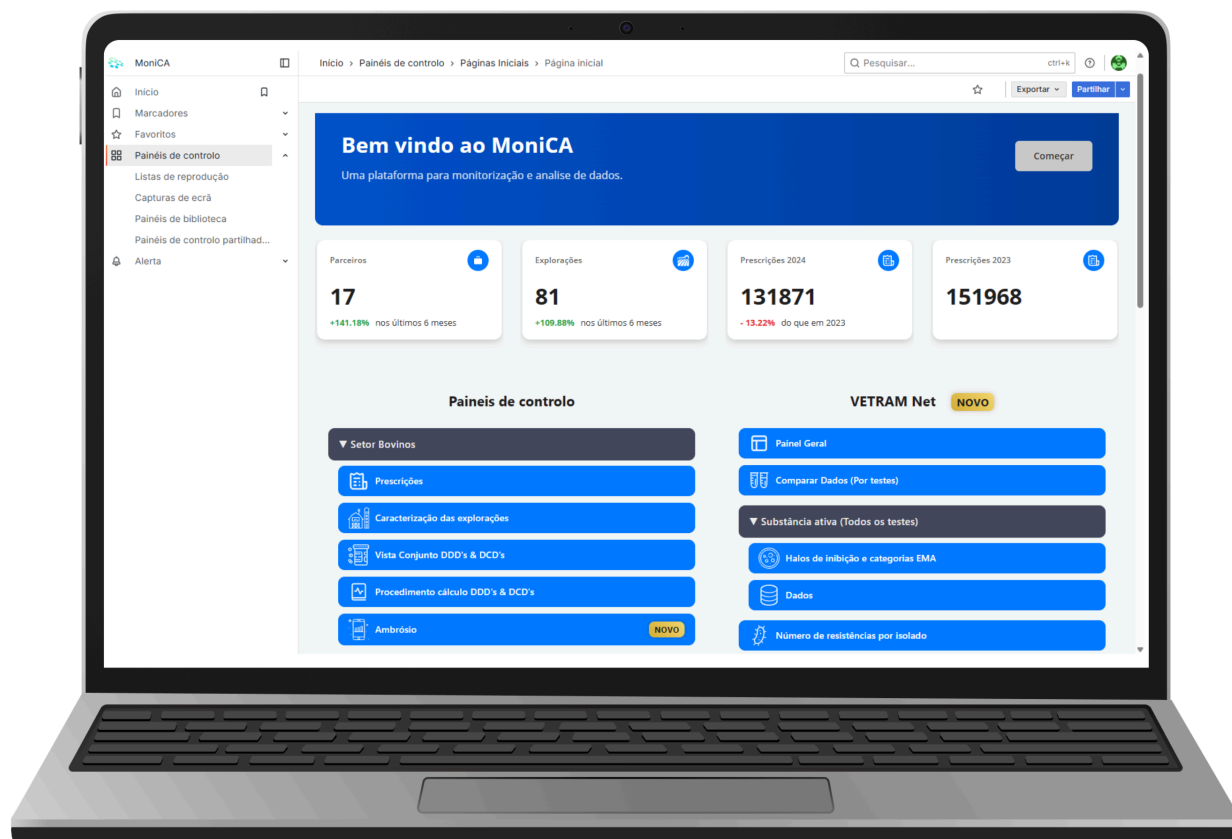 MoniCA
Início > Painéis de controlo > Páginas Iniciais > Página inicial
Pesquisar...
ctrl+k
Início
Marcadores
Favoritos
Painéis de controlo
Listas de reprodução
Capturas de ecrã
Painéis de biblioteca
Painéis de controlo partilhad...
Alerta
Exportar
Partilhar
Bem vindo ao MoniCA
Uma plataforma para monitorização e analise de dados.
Começar
Parceiros
17
+141.18% nos últimos 6 meses
Explorações
81
+109.88% nos últimos 6 meses
Prescrições 2024
131871
- 13.22% do que em 2023
Prescrições 2023
151968
Paineis de controlo
▼ Setor Bovinos
Prescrições
Caracterização das explorações
Vista Conjunto DDD's & DCD's
Procedimento cálculo DDD's & DCD's
Ambrósio
NOVO
VETRAM Net
NOVO
Painel Geral
Comparar Dados (Por testes)
▼ Substância ativa (Todos os testes)
Halos de inibição e categorias EMA
Dados
Número de resistências por isolado